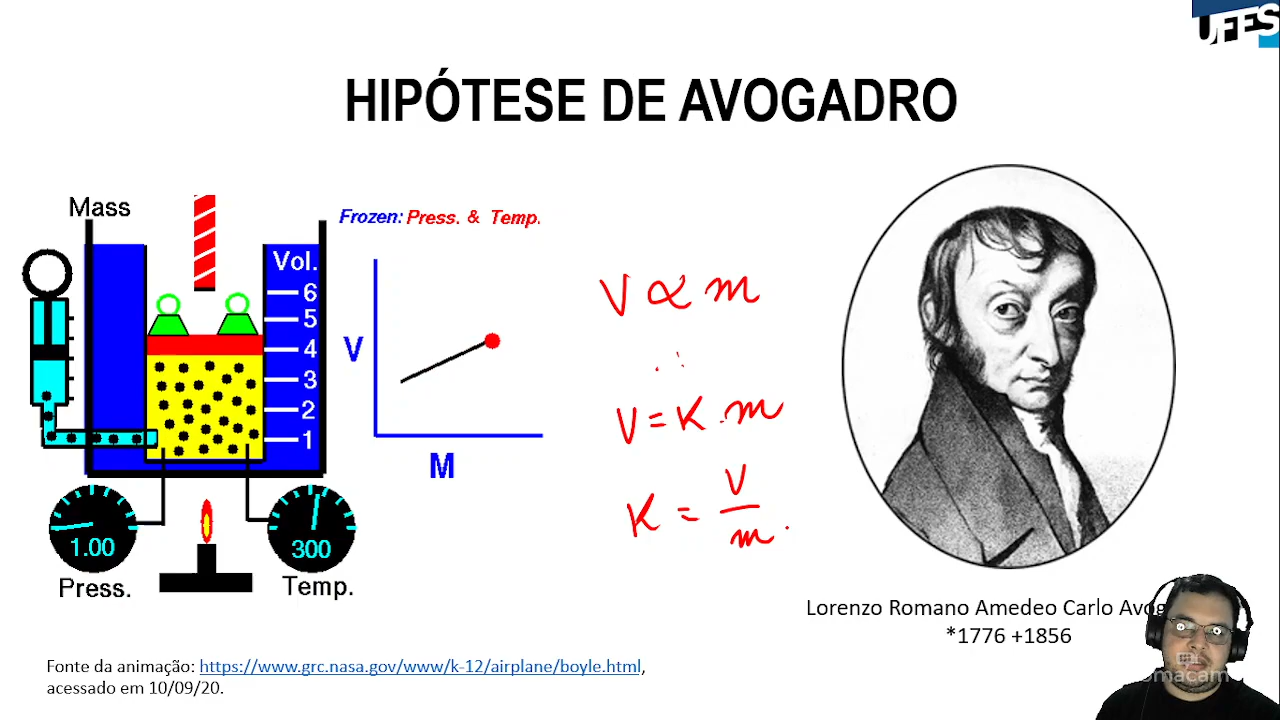 UFES
HIPÓTESE DE AVOGADRO
Mass
Frozen: Press. & Temp.
Vol.
6
5
4
3
2
1
V
M
1.00
Press.
300
Temp.
V ∝ m
∴
V = K . m
K = V / m .
Lorenzo Romano Amedeo Carlo Avog
*1776 +1856
Fonte da animação: https://www.grc.nasa.gov/www/k-12/airplane/boyle.html,
acessado em 10/09/20.